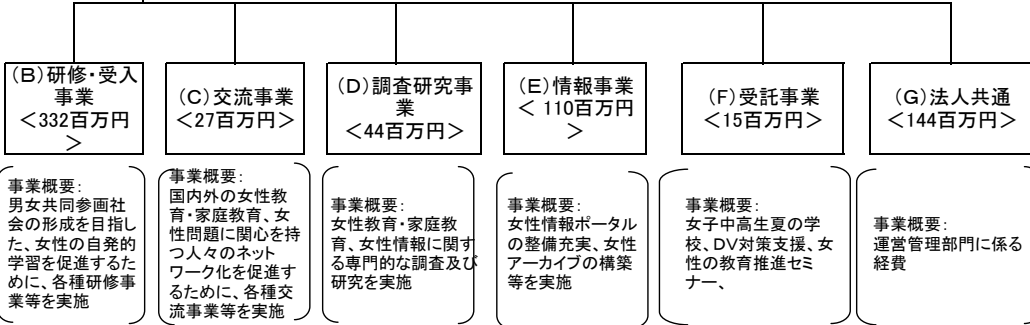 (B)研修・受入
事業
<332百万円
>
(C)交流事業
<27百万円>
(D)調査研究事
業
<44百万円>
(E)情報事業
< 110百万円
>
(F)受託事業
<15百万円>
(G)法人共通
<144百万円>
事業概要:
男女共同参画社
会の形成を目指し
た、女性の自発的
学習を促進するた
めに、各種研修事
業等を実施
事業概要:
国内外の女性教
育・家庭教育、女
性問題に関心を持
つ人々のネット
ワーク化を促進す
るために、各種交
流事業等を実施
事業概要:
女性教育・家庭教
育、女性情報に関す
る専門的な調査及び
研究を実施
事業概要:
女性情報ポータル
の整備充実、女性
アーカイブの構築
等を実施
事業概要:
女子中高生夏の学
校、DV対策支援、女
性の教育推進セミ
ナー、
事業概要:
運営管理部門に係る
経費